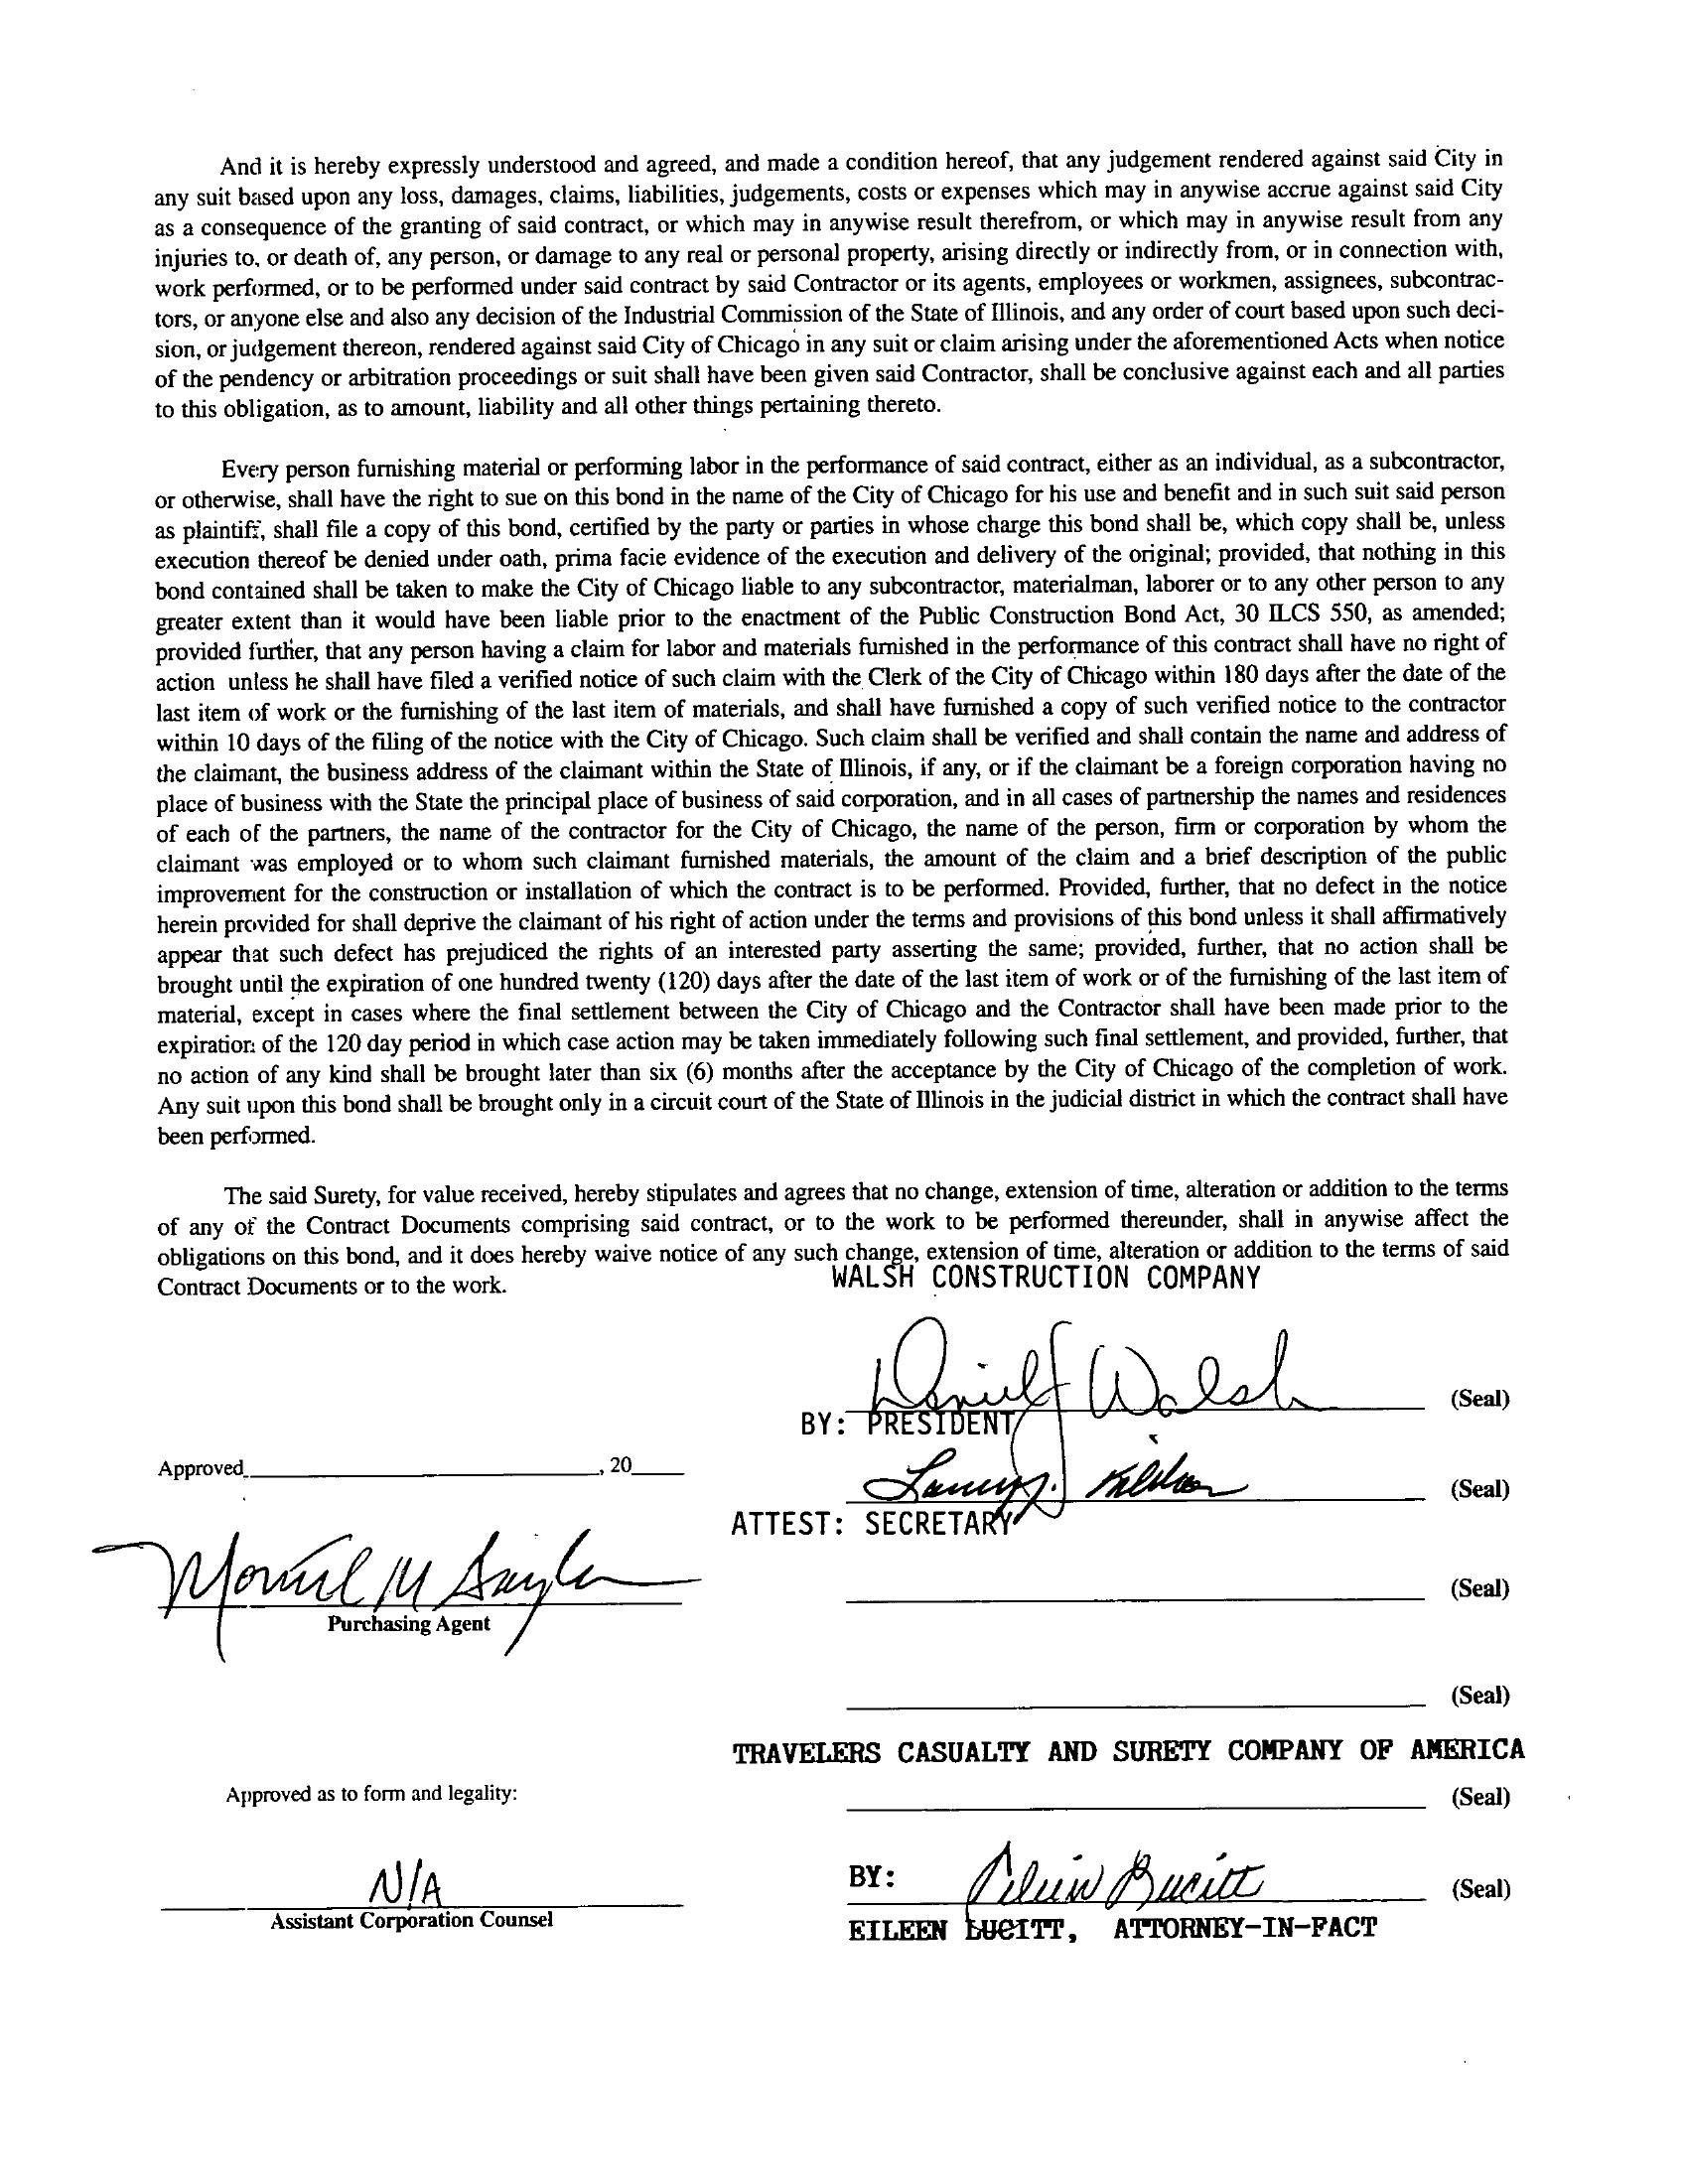 And it is hereby expressly understood and agreed, and made a condition hereof, that any judgement rendered against said City in
any suit based upon any loss, damages, claims, liabilities, judgements, costs or expenses which may in anywise accrue against said City
as a consequence of the granting of said contract, or which may in anywise result therefrom, or which may in anywise result from any
injuries to, or death of, any person, or damage to any real or personal property, arising directly or indirectly from, or in connection with,
work performed, or to be performed under said contract by said Contractor or its agents, employees or workmen, assignees, subcontrac-
tors, or anyone else and also any decision of the Industrial Commission of the State of Illinois, and any order of court based upon such deci-
sion, or judgement thereon, rendered against said City of Chicago in any suit or claim arising under the aforementioned Acts when notice
of the pendency or arbitration proceedings or suit shall have been given said Contractor, shall be conclusive against each and all parties
to this obligation, as to amount, liability and all other things pertaining thereto.
Every person furnishing material or performing labor in the performance of said contract, either as an individual, as a subcontractor,
or otherwise, shall have the right to sue on this bond in the name of the City of Chicago for his use and benefit and in such suit said person
as plaintiff, shall file a copy of this bond, certified by the party or parties in whose charge this bond shall be, which copy shall be, unless
execution thereof be denied under oath, prima facie evidence of the execution and delivery of the original; provided, that nothing in this
bond contained shall be taken to make the City of Chicago liable to any subcontractor, materialman, laborer or to any other person to any
greater extent than it would have been liable prior to the enactment of the Public Construction Bond Act, 30 ILCS 550, as amended;
provided further, that any person having a claim for labor and materials furnished in the performance of this contract shall have no right of
action unless he shall have filed a verified notice of such claim with the Clerk of the City of Chicago within 180 days after the date of the
last item of work or the furnishing of the last item of materials, and shall have furnished a copy of such verified notice to the contractor
within 10 days of the filing of the notice with the City of Chicago. Such claim shall be verified and shall contain the name and address of
the claimant, the business address of the claimant within the State of Illinois, if any, or if the claimant be a foreign corporation having no
place of business with the State the principal place of business of said corporation, and in all cases of partnership the names and residences
of each of the partners, the name of the contractor for the City of Chicago, the name of the person, firm or corporation by whom the
claimant was employed or to whom such claimant furnished materials, the amount of the claim and a brief description of the public
improvement for the construction or installation of which the contract is to be performed. Provided, further, that no defect in the notice
herein provided for shall deprive the claimant of his right of action under the terms and provisions of this bond unless it shall affirmatively
appear that such defect has prejudiced the rights of an interested party asserting the same; provided, further, that no action shall be
brought until the expiration of one hundred twenty (120) days after the date of the last item of work or of the furnishing of the last item of
material, except in cases where the final settlement between the City of Chicago and the Contractor shall have been made prior to the
expiration of the 120 day period in which case action may be taken immediately following such final settlement, and provided, further, that
no action of any kind shall be brought later than six (6) months after the acceptance by the City of Chicago of the completion of work.
Any suit upon this bond shall be brought only in a circuit court of the State of Illinois in the judicial district in which the contract shall have
been performed.
The said Surety, for value received, hereby stipulates and agrees that no change, extension of time, alteration or addition to the terms
of any of the Contract Documents comprising said contract, or to the work to be performed thereunder, shall in anywise affect the
obligations on this bond, and it does hereby waive notice of any such change, extension of time, alteration or addition to the terms of said
Contract Documents or to the work.
WALSH CONSTRUCTION COMPANY
Daniel J Walsh (Seal)
BY: PRESIDENT
Approved , 20
(Seal)
ATTEST: SECRETARY
(Seal)
Purchasing Agent
(Seal)
TRAVELERS CASUALTY AND SURETY COMPANY OF AMERICA
Approved as to form and legality:
(Seal)
N/A
Assistant Corporation Counsel
BY: (Seal)
EILEEN LUCITT, ATTORNEY-IN-FACT